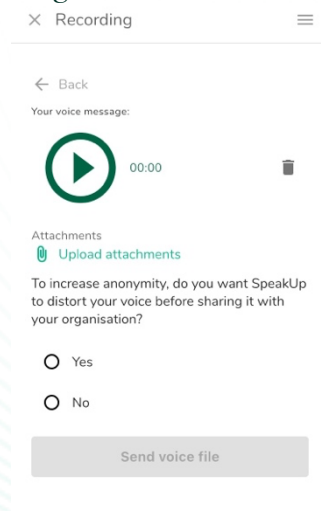 Recording
Back
Your voice message:
00:00
Attachments
Upload attachments
To increase anonymity, do you want SpeakUp
to distort your voice before sharing it with
your organisation?
Yes
No
Send voice file